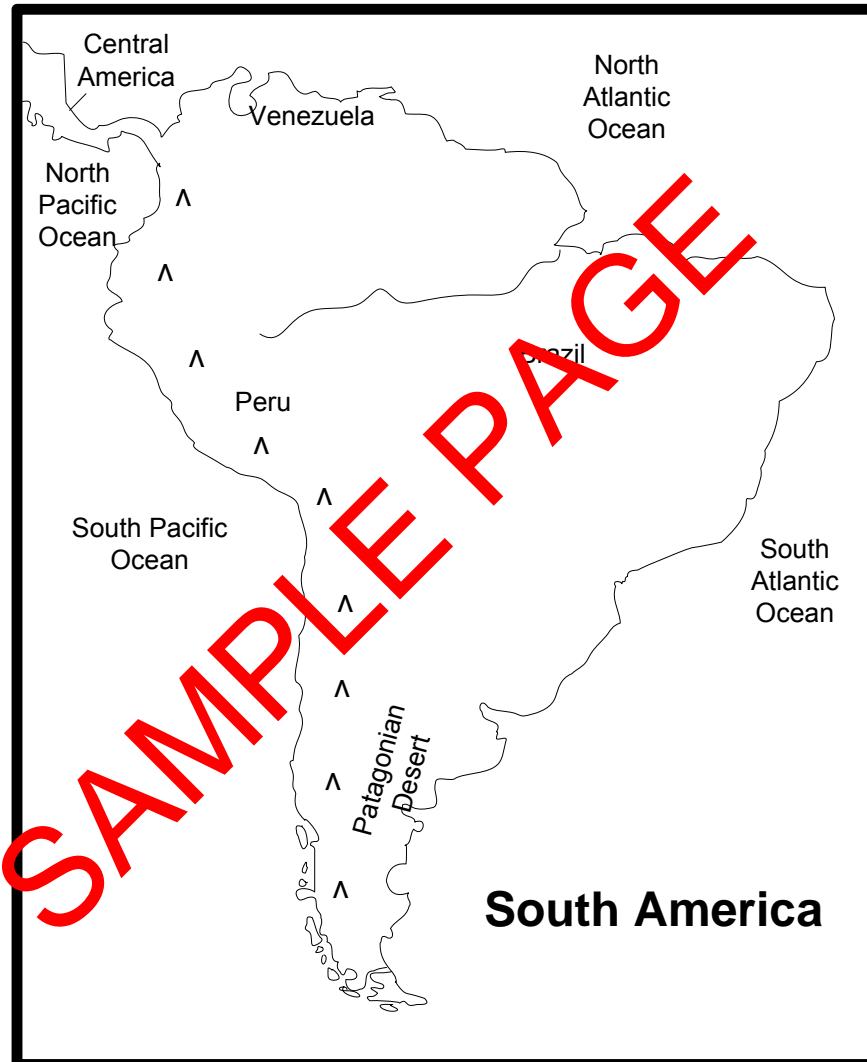 Central
America
North
Atlantic
Ocean
Venezuela
North
Pacific
Ocean
Brazil
Peru
South Pacific
Ocean
South
Atlantic
Ocean
Patagonian
Desert
South America
SAMPLE PAGE